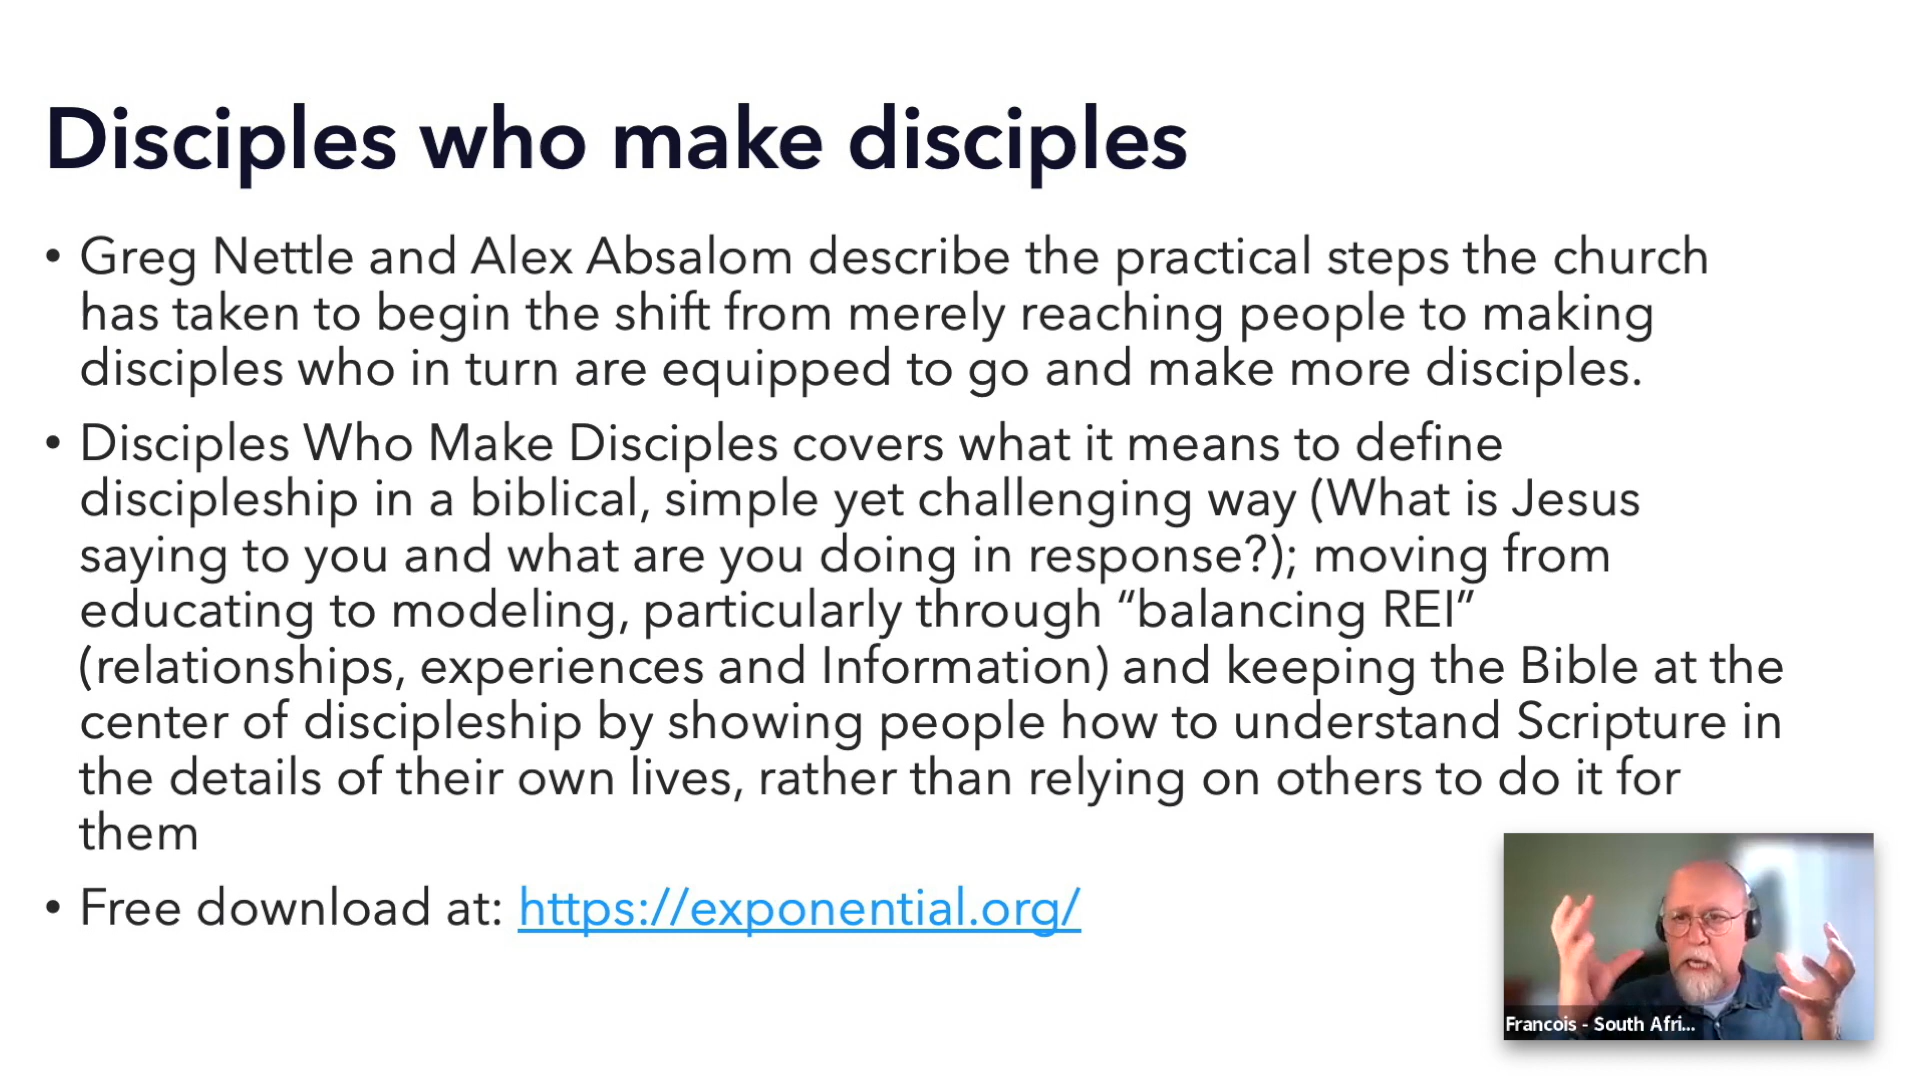 Disciples who make disciples
• Greg Nettle and Alex Absalom describe the practical steps the church
has taken to begin the shift from merely reaching people to making
disciples who in turn are equipped to go and make more disciples.
• Disciples Who Make Disciples covers what it means to define
discipleship in a biblical, simple yet challenging way (What is Jesus
saying to you and what are you doing in response?); moving from
educating to modeling, particularly through “balancing REI”
(relationships, experiences and Information) and keeping the Bible at the
center of discipleship by showing people how to understand Scripture in
the details of their own lives, rather than relying on others to do it for
them
• Free download at: https://exponential.org/
Francois - South Afri...